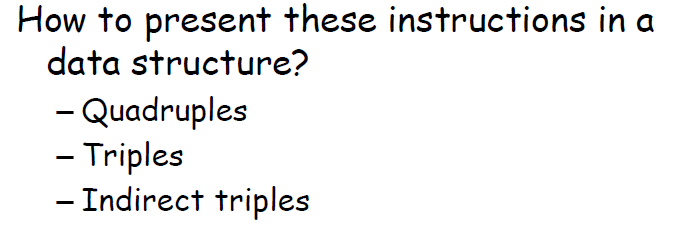 How to present these instructions in a
data structure?
– Quadruples
– Triples
– Indirect triples